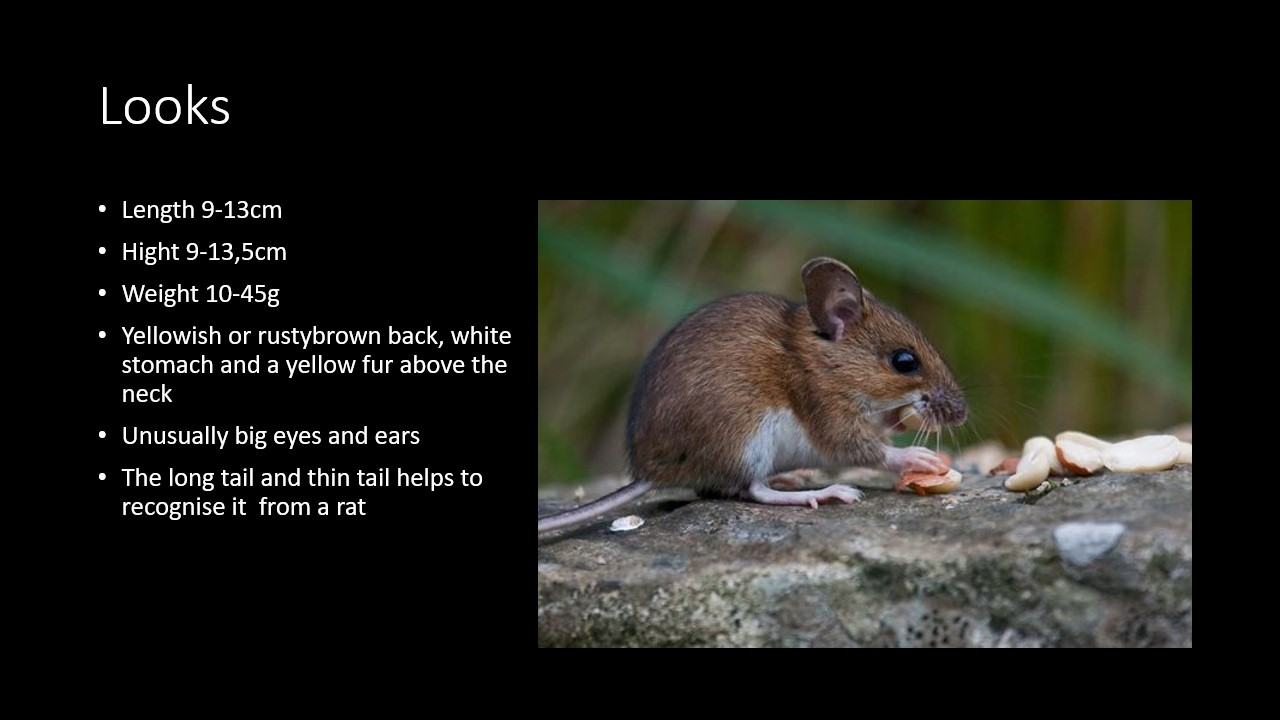 Looks
• Length 9-13cm
• Hight 9-13,5cm
• Weight 10-45g
• Yellowish or rustybrown back, white
stomach and a yellow fur above the
neck
• Unusually big eyes and ears
• The long tail and thin tail helps to
recognise it  from a rat